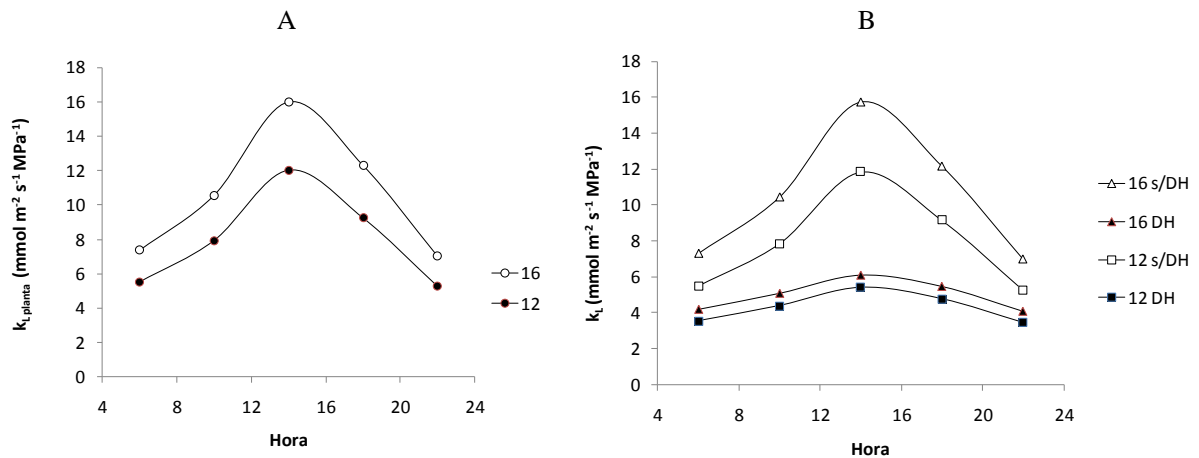 A
18
16
14
12
10
8
6
4
2
0
k_Lplanta (mmol m⁻² s⁻¹ MPa⁻¹)
4 8 12 16 20 24
Hora
16
12
B
18
16
14
12
10
8
6
4
2
0
k_L (mmol m⁻² s⁻¹ MPa⁻¹)
4 8 12 16 20 24
Hora
16 s/DH
16 DH
12 s/DH
12 DH